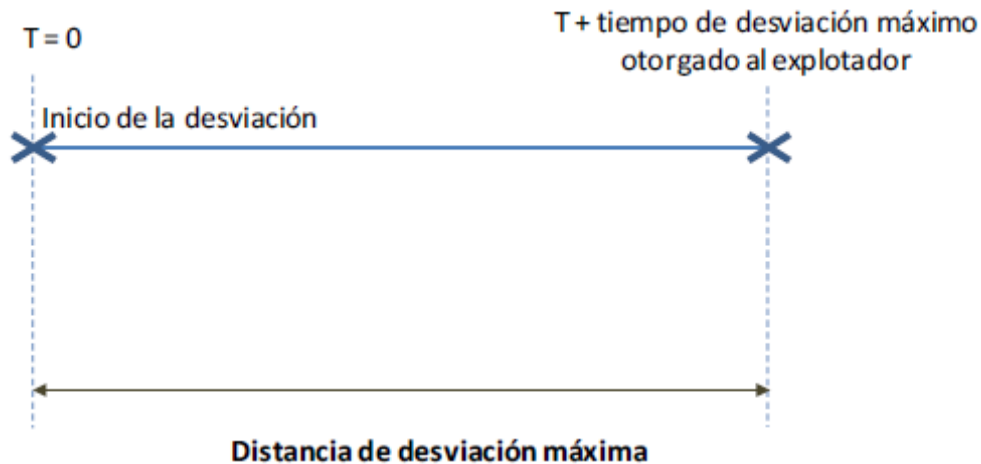 T = 0
T + tiempo de desviación máximo
otorgado al explotador
Inicio de la desviación
Distancia de desviación máxima